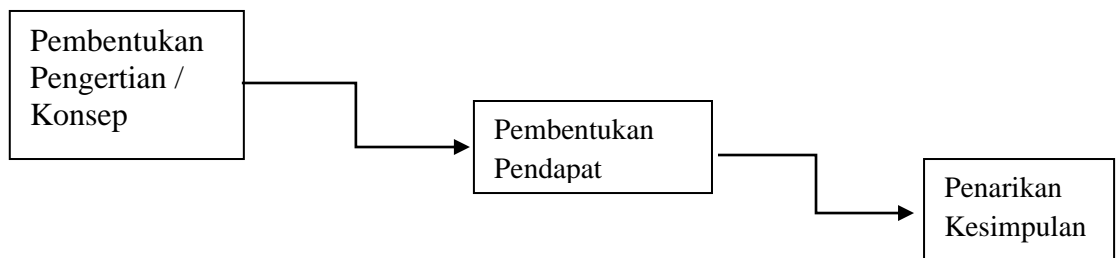 Pembentukan
Pengertian /
Konsep
Pembentukan
Pendapat
Penarikan
Kesimpulan